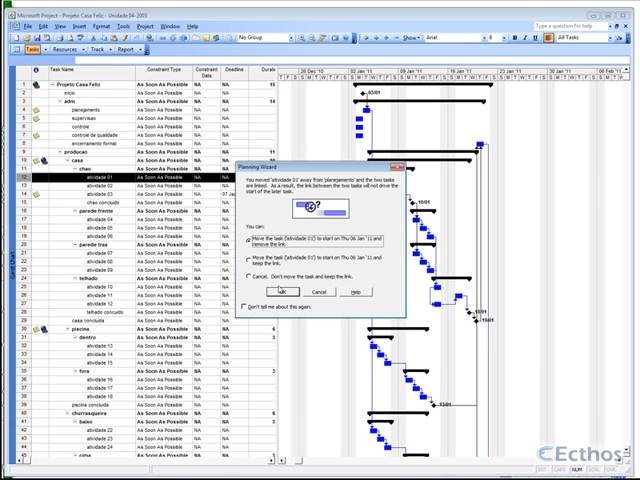 Microsoft Project - Projeto Casa Feliz - Unidade 04-2003
File Edit View Insert Format Tools Project Window Help
Type a question for help
No Group Show Arial 8 B I U All Tasks
Tasks Resources Track Report
Task Name Constraint Type Constraint Date Deadline Durati
26 Dec '10 02 Jan '11 09 Jan '11 16 Jan '11 23 Jan '11 30 Jan '11 06 Feb '11
1 Projeto Casa Feliz As Soon As Possible NA NA 15
2 inicio As Soon As Possible NA NA 03/01
3 adm As Soon As Possible NA NA 14
4 planejamento As Soon As Possible NA NA
5 supervisao As Soon As Possible NA NA
6 controle As Soon As Possible NA NA
7 controle de qualidade As Soon As Possible NA NA
8 encerramento formal As Soon As Possible NA NA
9 producao As Soon As Possible NA NA
10 casa As Soon As Possible NA NA
11 chao As Soon As Possible NA
12 atividade 01 As Soon As Possible NA
13 atividade 02 As Soon As Possible NA
14 atividade 03 As Soon As Possible 07 Jan
15 chao concluido As Soon As Possible NA 10/01
16 parede frente As Soon As Possible NA
17 atividade 04 As Soon As Possible NA
18 atividade 05 As Soon As Possible NA
19 atividade 06 As Soon As Possible NA
20 parede tras As Soon As Possible NA
21 atividade 07 As Soon As Possible NA
22 atividade 08 As Soon As Possible NA
23 atividade 09 As Soon As Possible NA
24 telhado As Soon As Possible NA
25 atividade 10 As Soon As Possible NA
26 atividade 11 As Soon As Possible NA
27 atividade 12 As Soon As Possible NA
28 telhado concluido As Soon As Possible NA 18/01
29 casa concluida As Soon As Possible NA 19/01
30 piscina As Soon As Possible NA NA
31 dentro As Soon As Possible NA NA 3
32 atividade 13 As Soon As Possible NA NA
33 atividade 14 As Soon As Possible NA NA
34 atividade 15 As Soon As Possible NA NA
35 fora As Soon As Possible NA NA 3
36 atividade 16 As Soon As Possible NA NA
37 atividade 17 As Soon As Possible NA NA
38 atividade 18 As Soon As Possible NA NA
39 piscina concluida As Soon As Possible NA NA 13/01
40 churrasqueira As Soon As Possible NA NA 6
41 baixo As Soon As Possible NA NA 3
42 atividade 22 As Soon As Possible NA NA
43 atividade 23 As Soon As Possible NA NA
44 atividade 24 As Soon As Possible NA NA
45 cima As Soon As Possible NA NA 3
Gantt Chart
Planning Wizard
You moved 'atividade 01' away from 'planejamento' and the two tasks
are linked. As a result, the link between the two tasks will not drive the
start of the later task.
You can:
Move the task ('atividade 01') to start on Thu 06 Jan '11 and
remove the link.
Move the task ('atividade 01') to start on Thu 06 Jan '11 and
keep the link.
Cancel. Don't move the task and keep the link.
OK Cancel Help
Don't tell me about this again.
Ecthos
EXT CAPS NUM SCRL OVR